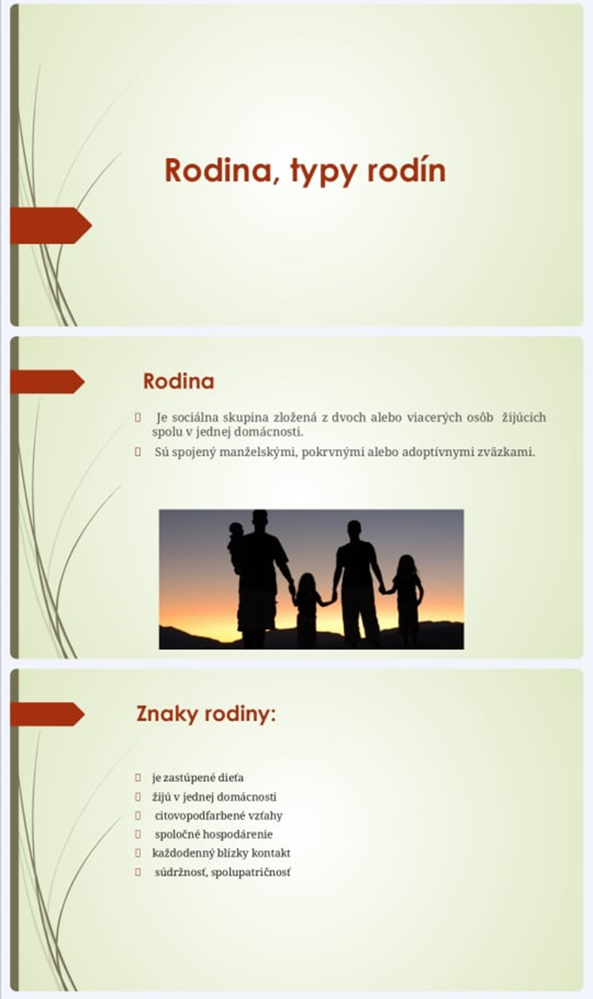 Rodina, typy rodín
Rodina
Je sociálna skupina zložená z dvoch alebo viacerých osôb žijúcich
spolu v jednej domácnosti.
Sú spojený manželskými, pokrvnými alebo adoptívnymi zväzkami.
Znaky rodiny:
je zastúpené dieťa
žijú v jednej domácnosti
citovopodfarbené vzťahy
spoločné hospodárenie
každodenný blízky kontakt
súdržnosť, spolupatričnosť